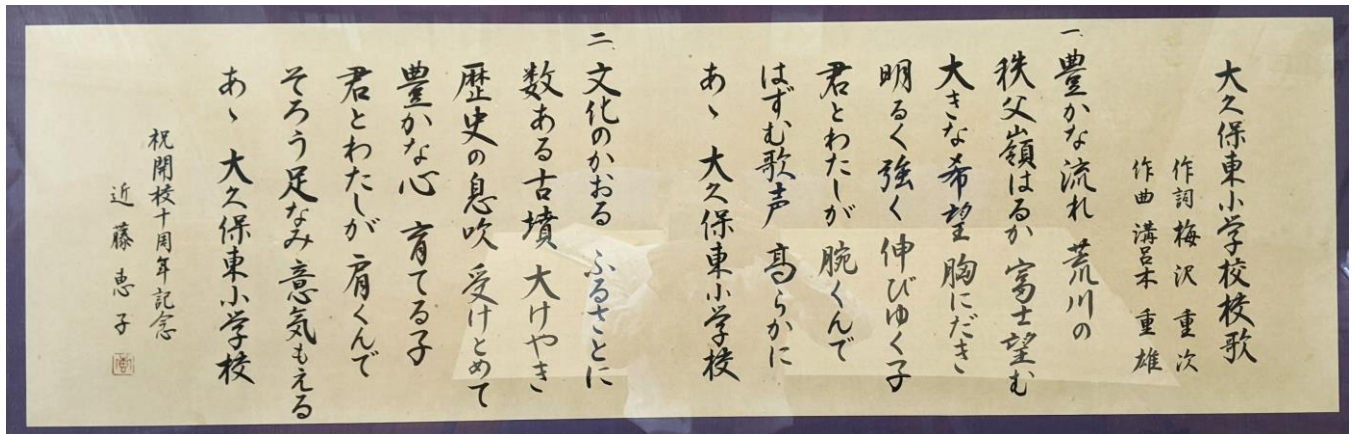 大久保東小学校校歌
作詞 梅沢重次
作曲 溝呂木重雄
一 豊かな流れ 荒川の
秩父嶺はるか 富士望む
大きな希望 胸にだき
明るく強く 伸びゆく子
君とわたしが 腕くんで
はずむ歌声 高らかに
あゝ 大久保東小学校
二 文化のかおる ふるさとに
数ある古墳 大けやき
歴史の息吹 受けとめて
豊かな心 育てる子
君とわたしが 肩くんで
そろう足なみ 意気もえる
あゝ 大久保東小学校
祝開校十周年記念
近藤恵子